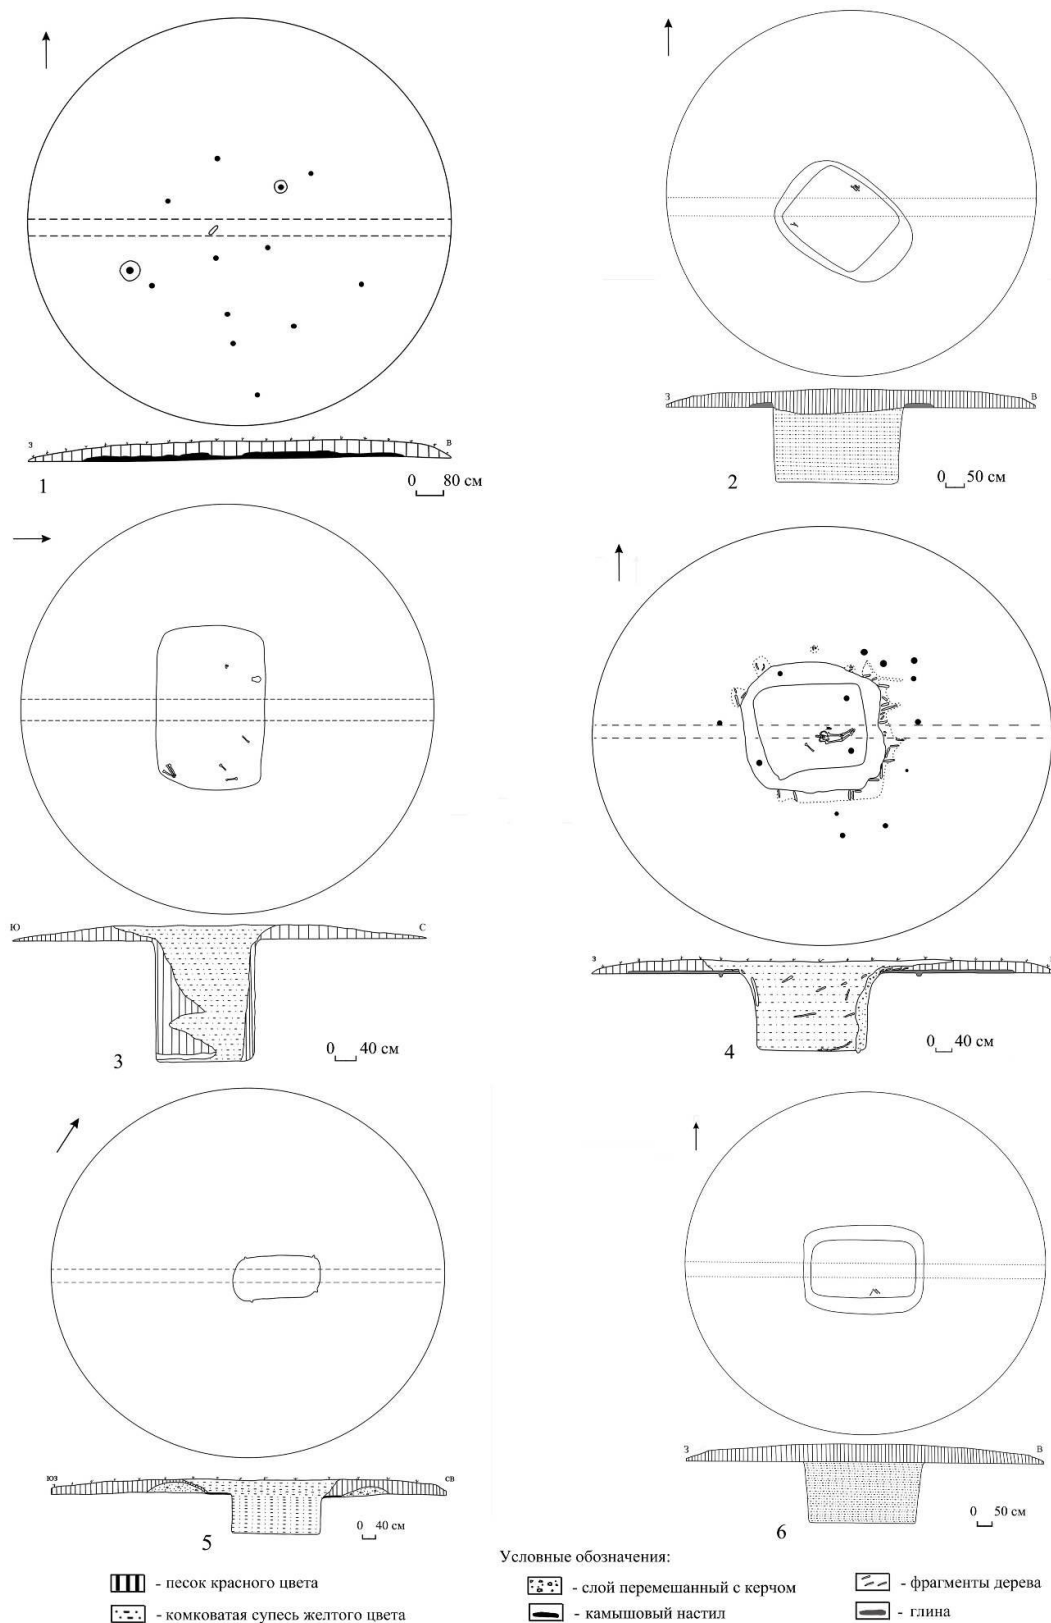 З
В
1
0 80 см
З
В
2
0 50 см
Ю
С
3
0 40 см
З
4
0 40 см
ЮЗ
СВ
5
0 40 см
З
В
6
0 50 см
Условные обозначения:
- песок красного цвета
- слой перемешанный с керчом
- фрагменты дерева
- комковатая супесь желтого цвета
- камышовый настил
- глина